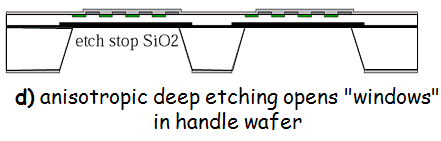 etch stop SiO2
d) anisotropic deep etching opens "windows"
in handle wafer